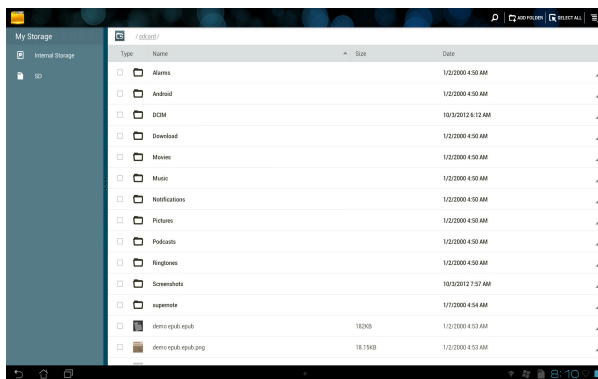 ADD FOLDER SELECT ALL
My Storage
Internal Storage
SD
/ sdcard /
Type Name Size Date
Alarms 1/2/2000 4:50 AM
Android 1/2/2000 4:50 AM
DCIM 10/3/2012 6:12 AM
Download 1/2/2000 4:50 AM
Movies 1/2/2000 4:50 AM
Music 1/2/2000 4:50 AM
Notifications 1/2/2000 4:50 AM
Pictures 1/2/2000 4:50 AM
Podcasts 1/2/2000 4:50 AM
Ringtones 1/2/2000 4:50 AM
Screenshots 10/3/2012 7:57 AM
supernote 1/7/2000 4:54 AM
demo epub.epub 182KB 1/2/2000 4:53 AM
demo epub.epub.png 18.15KB 1/2/2000 4:53 AM
8:10